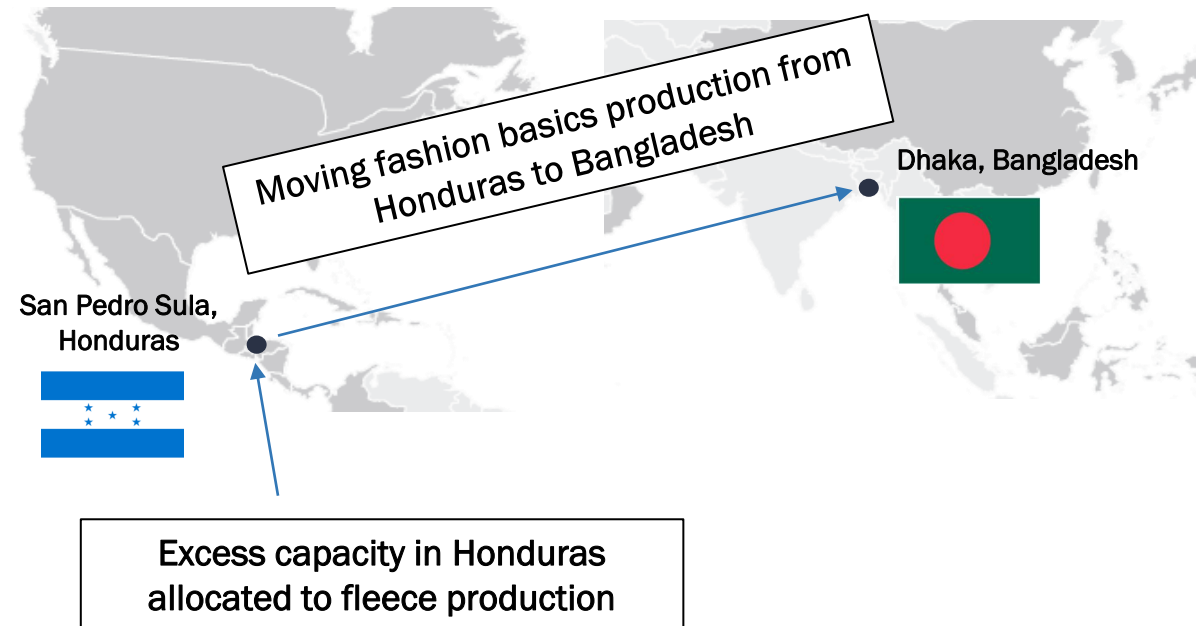 Moving fashion basics production from
Honduras to Bangladesh
Dhaka, Bangladesh
San Pedro Sula,
Honduras
Excess capacity in Honduras
allocated to fleece production